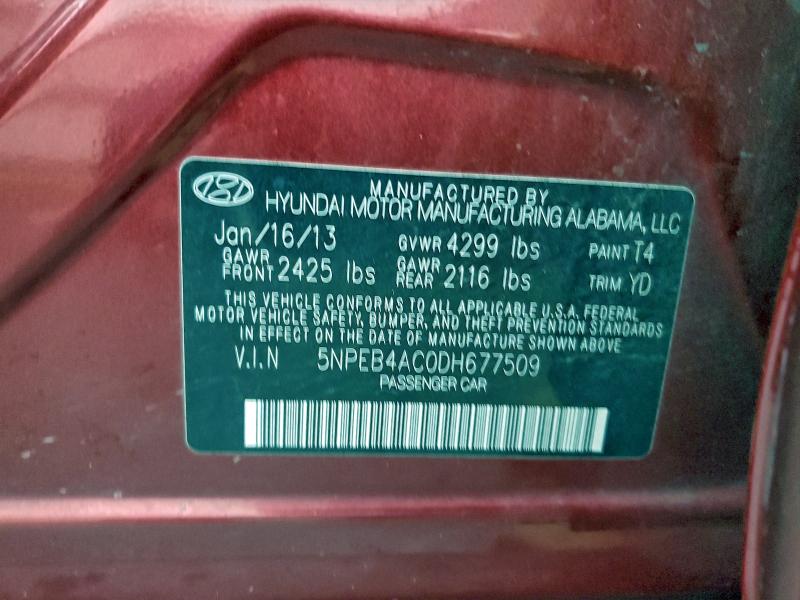 MANUFACTURED BY
HYUNDAI MOTOR MANUFACTURING ALABAMA, LLC
Jan/16/13 GVWR 4299 lbs PAINT T4
GAWR FRONT 2425 lbs GAWR REAR 2116 lbs TRIM YD
THIS VEHICLE CONFORMS TO ALL APPLICABLE U.S.A. FEDERAL
MOTOR VEHICLE SAFETY, BUMPER, AND THEFT PREVENTION STANDARDS
IN EFFECT ON THE DATE OF MANUFACTURE SHOWN ABOVE
V.I.N 5NPEB4AC0DH677509
PASSENGER CAR